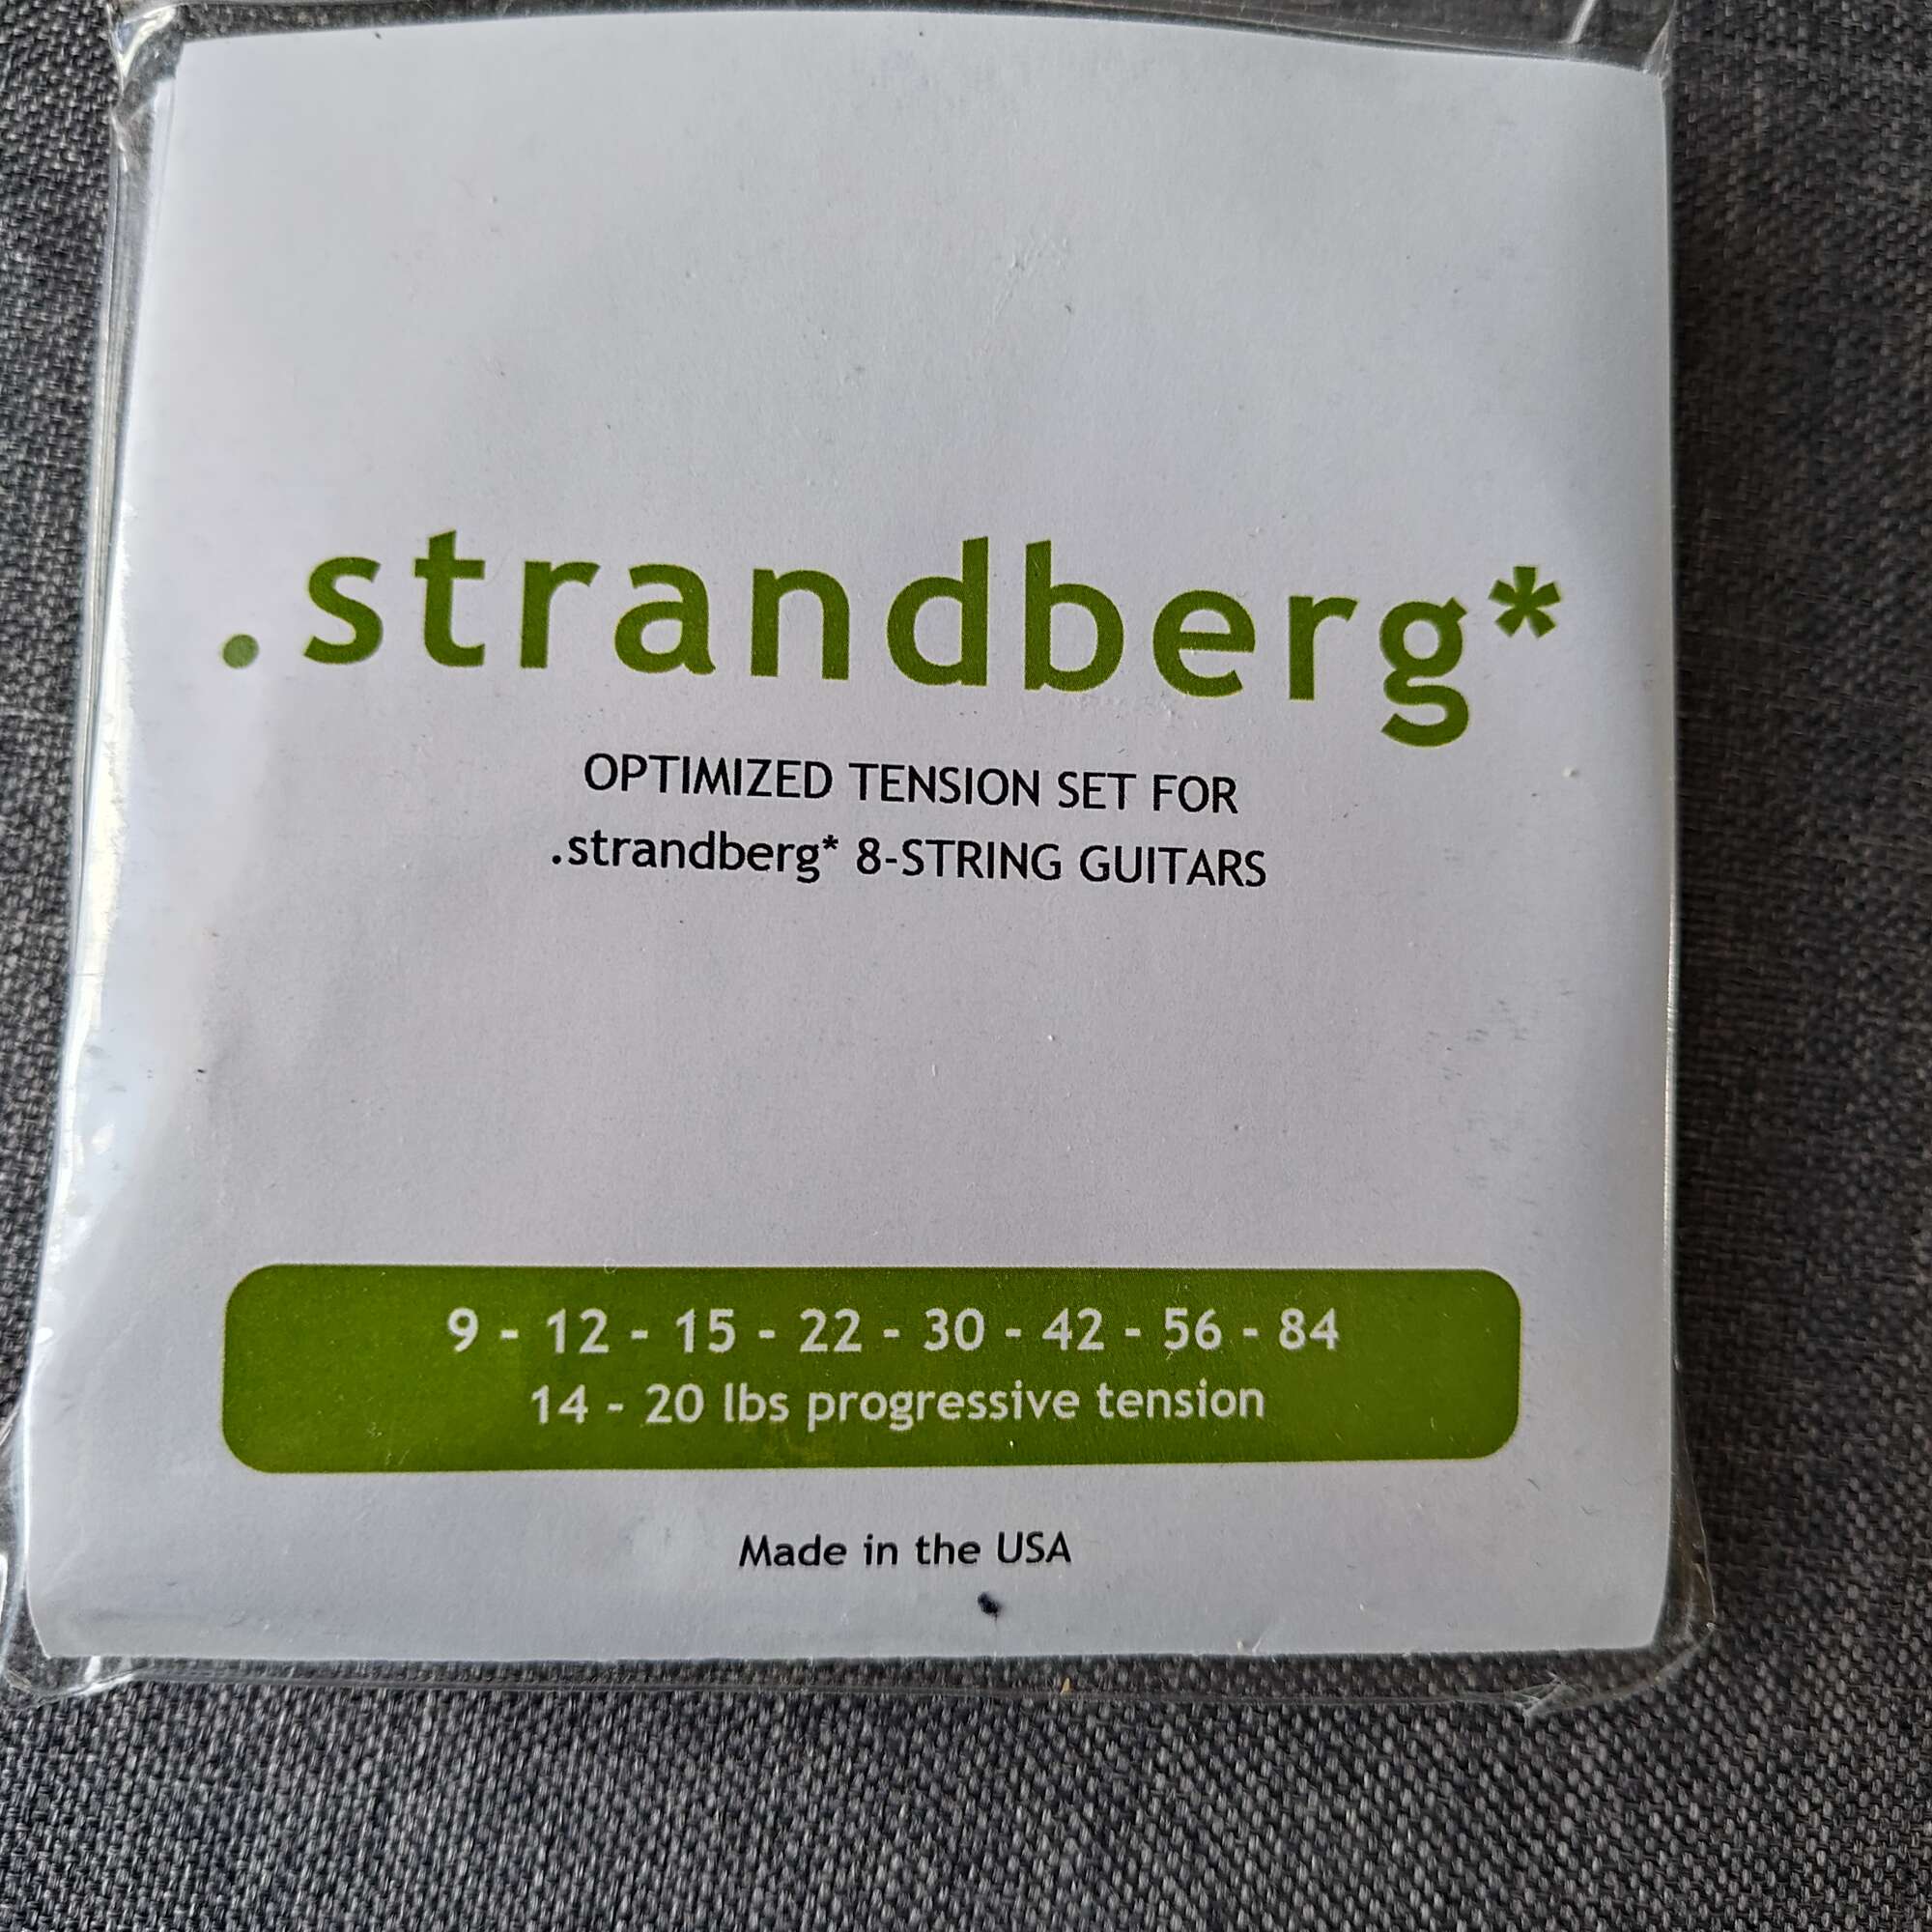 .strandberg*
OPTIMIZED TENSION SET FOR
.strandberg* 8-STRING GUITARS
9 - 12 - 15 - 22 - 30 - 42 - 56 - 84
14 - 20 lbs progressive tension
Made in the USA